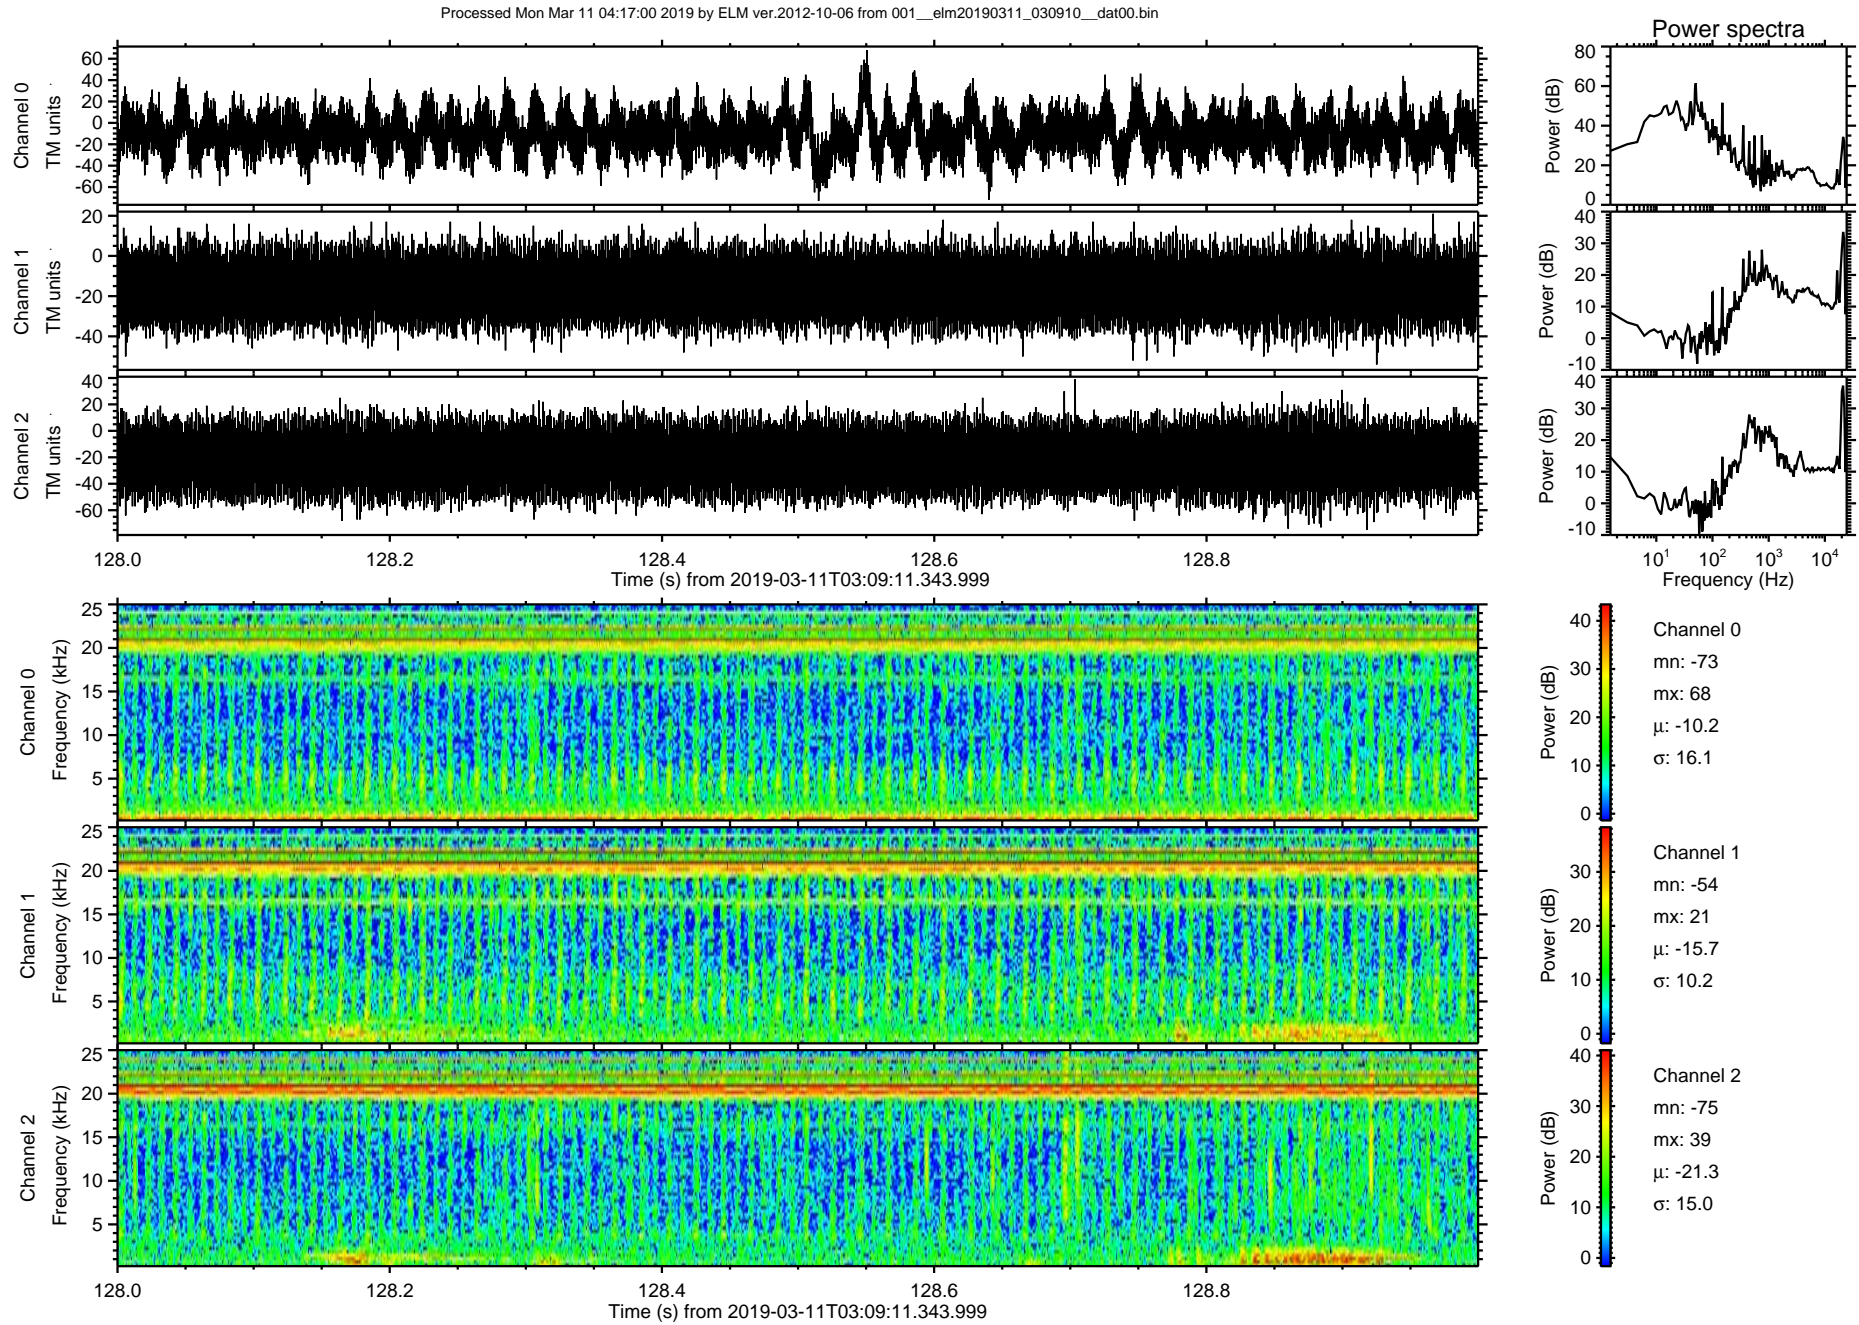 Processed Mon Mar 11 04:17:00 2019 by ELM ver.2012-10-06 from 001__elm20190311_030910__dat00.bin
Power spectra
Channel 0
TM units
60
40
20
0
-20
-40
-60
Power (dB)
80
60
40
20
0
Channel 1
TM units
20
0
-20
-40
Power (dB)
40
30
20
10
0
-10
Channel 2
TM units
40
20
0
-20
-40
-60
Power (dB)
40
30
20
10
0
-10
128.0 128.2 128.4 128.6 128.8
Time (s) from 2019-03-11T03:09:11.343.999
10^1 10^2 10^3 10^4
Frequency (Hz)
Channel 0
Frequency (kHz)
25
20
15
10
5
Power (dB)
40
30
20
10
0
Channel 0
mn: -73
mx: 68
μ: -10.2
σ: 16.1
Channel 1
Frequency (kHz)
25
20
15
10
5
Power (dB)
30
20
10
0
Channel 1
mn: -54
mx: 21
μ: -15.7
σ: 10.2
Channel 2
Frequency (kHz)
25
20
15
10
5
Power (dB)
40
30
20
10
0
Channel 2
mn: -75
mx: 39
μ: -21.3
σ: 15.0
128.0 128.2 128.4 128.6 128.8
Time (s) from 2019-03-11T03:09:11.343.999